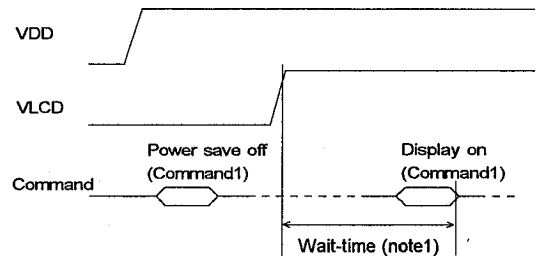 VDD
VLCD
Power save off
(Command1)
Display on
(Command1)
Command
Wait-time (note1)